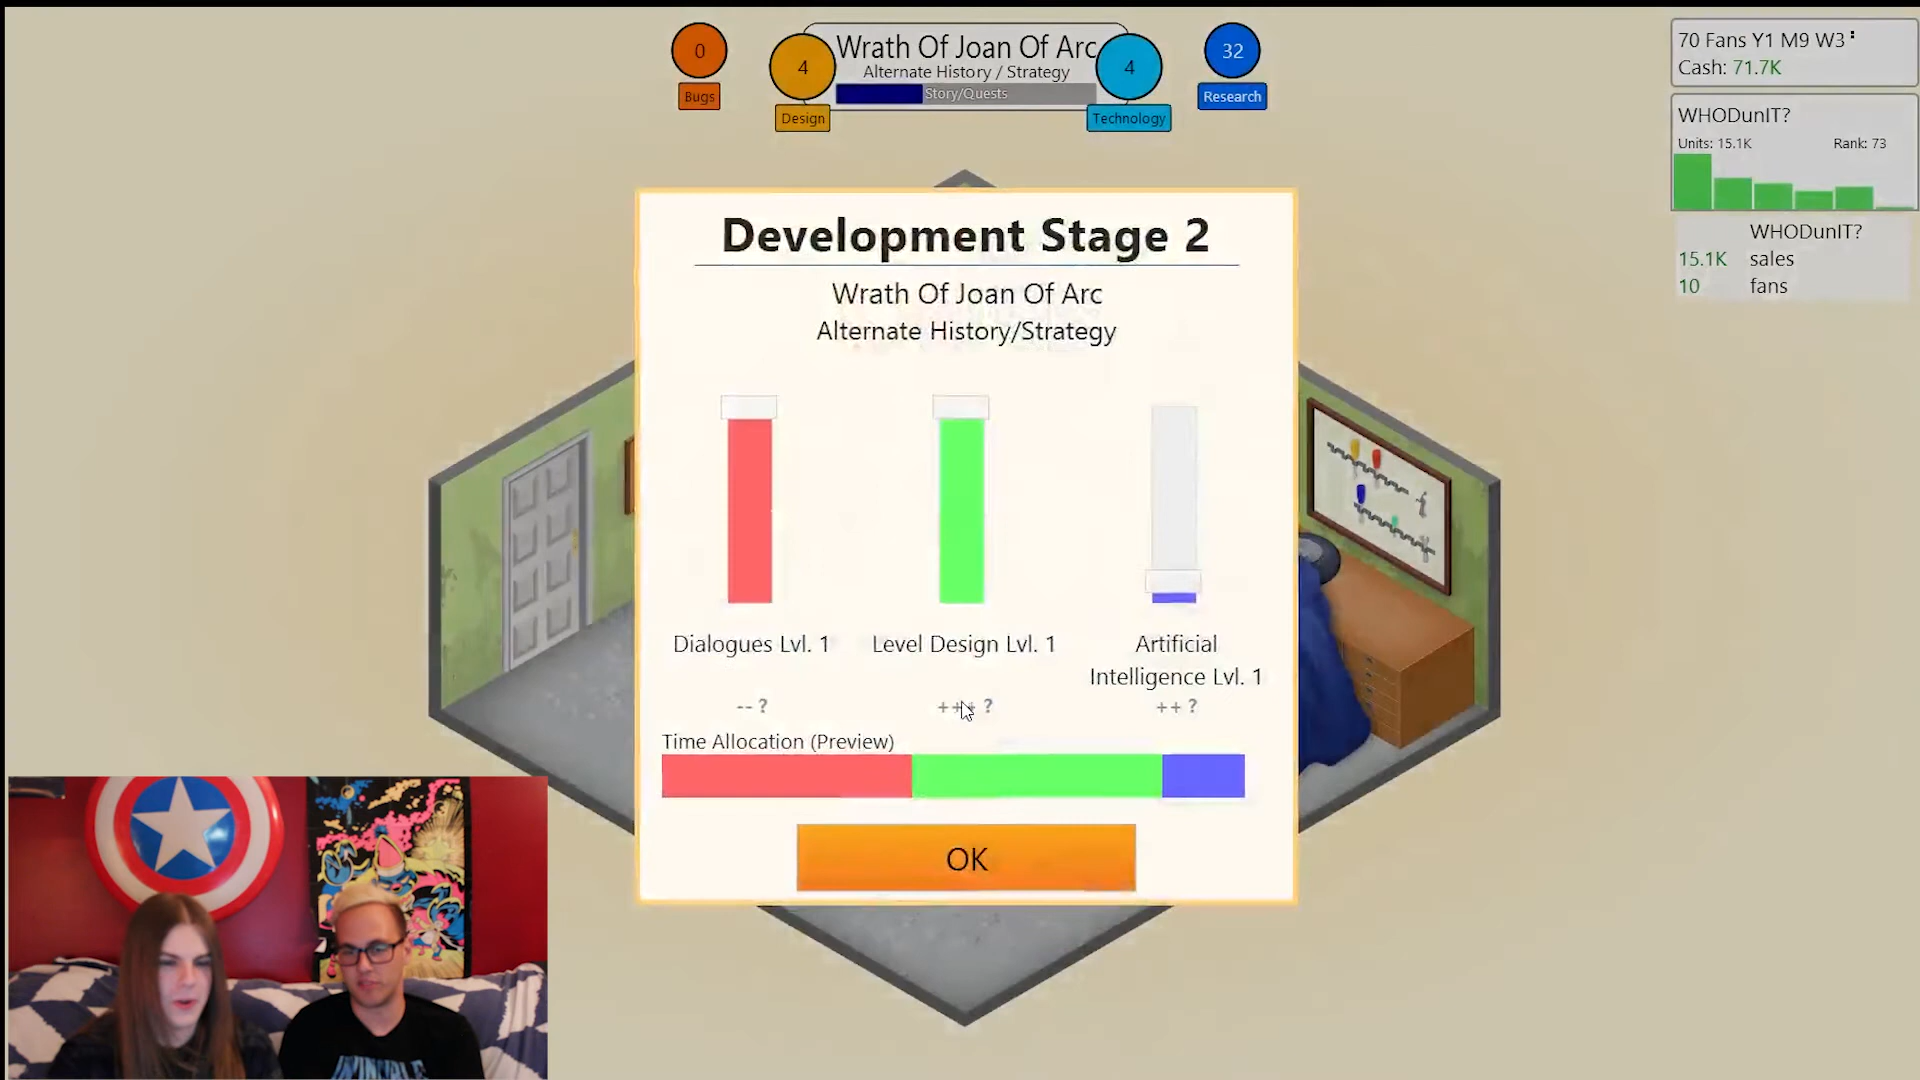 0
Bugs
4
Design
Wrath Of Joan Of Arc
Alternate History / Strategy
Story/Quests
4
Technology
32
Research
70 Fans Y1 M9 W3
Cash: 71.7K
WHODunIT?
Units: 15.1K Rank: 73
WHODunIT?
15.1K sales
10 fans
Development Stage 2
Wrath Of Joan Of Arc
Alternate History/Strategy
Dialogues Lvl. 1
Level Design Lvl. 1
Artificial
Intelligence Lvl. 1
-- ?
+++ ?
++ ?
Time Allocation (Preview)
OK
INVINCIBLE